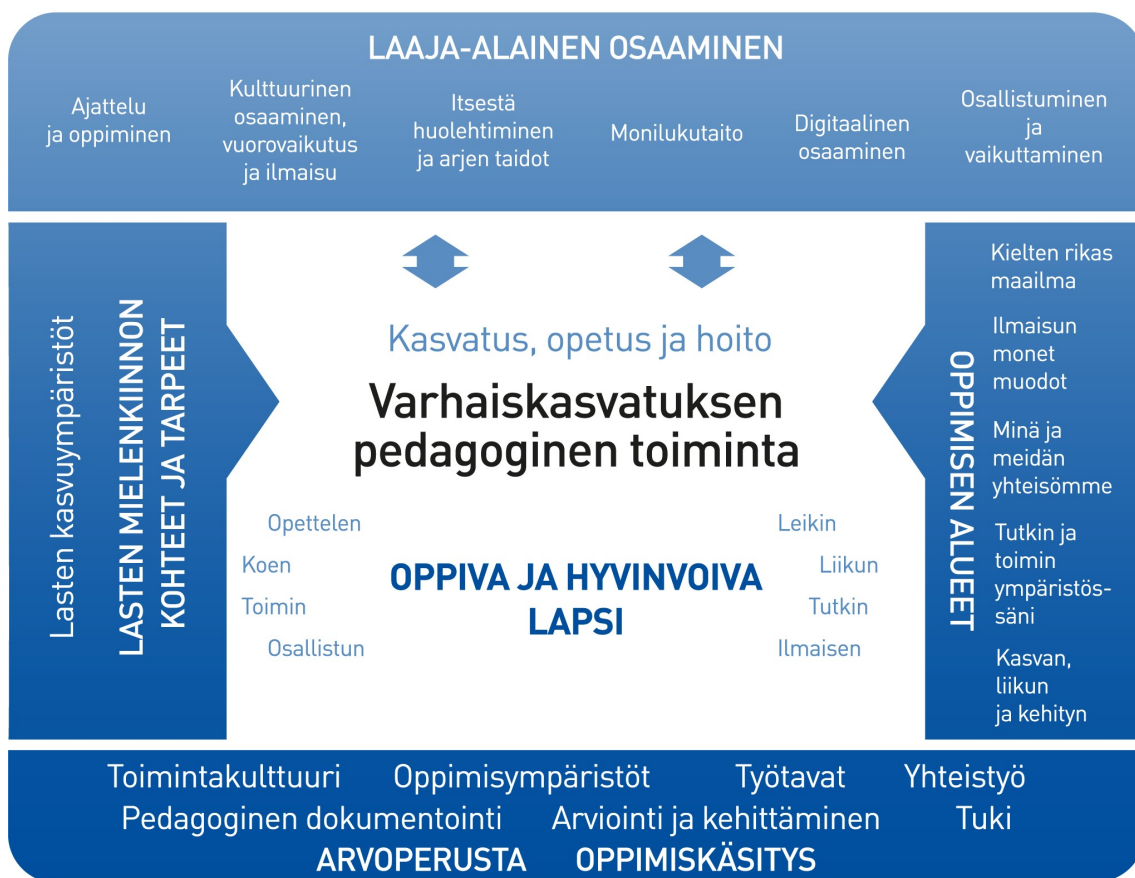 LAAJA-ALAINEN OSAAMINEN
Ajattelu
ja oppiminen
Kulttuurinen
osaaminen,
vuorovaikutus
ja ilmaisu
Itsestä
huolehtiminen
ja arjen taidot
Monilukutaito
Digitaalinen
osaaminen
Osallistuminen
ja
vaikuttaminen
Lasten kasvuympäristöt
LASTEN MIELENKIINNON
KOHTEET JA TARPEET
Kasvatus, opetus ja hoito
Varhaiskasvatuksen
pedagoginen toiminta
Opettelen
Koen
Toimin
Osallistun
OPPIVA JA HYVINVOIVA
LAPSI
Leikin
Liikun
Tutkin
Ilmaisen
OPPIMISEN ALUEET
Kielten rikas
maailma
Ilmaisun
monet
muodot
Minä ja
meidän
yhteisömme
Tutkin ja
toimin
ympäristös-
säni
Kasvan,
liikun
ja kehityn
Toimintakulttuuri Oppimisympäristöt Työtavat Yhteistyö
Pedagoginen dokumentointi Arviointi ja kehittäminen Tuki
ARVOPERUSTA OPPIMISKÄSITYS